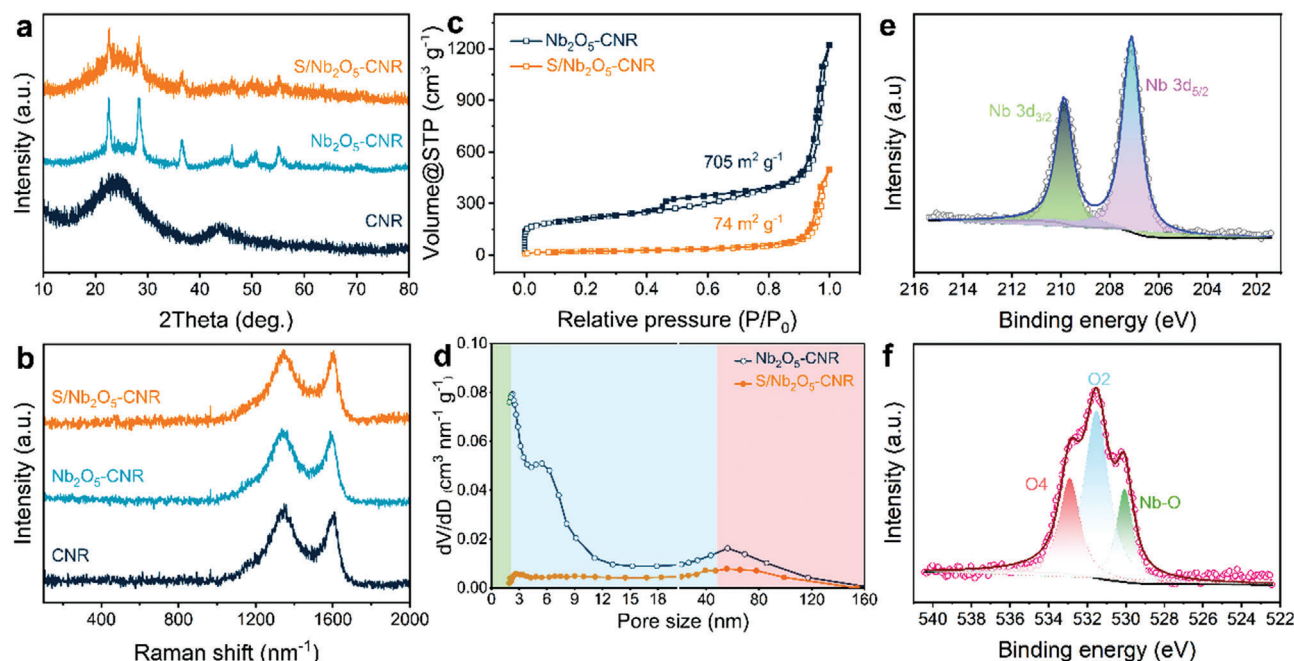 a
S/Nb₂O₅-CNR
Nb₂O₅-CNR
CNR
Intensity (a.u.)
10 20 30 40 50 60 70 80
2Theta (deg.)
b
S/Nb₂O₅-CNR
Nb₂O₅-CNR
CNR
Intensity (a.u.)
400 800 1200 1600 2000
Raman shift (nm⁻¹)
c
Nb₂O₅-CNR
S/Nb₂O₅-CNR
705 m² g⁻¹
74 m² g⁻¹
Volume@STP (cm³ g⁻¹)
1200
900
600
300
0
0.0 0.2 0.4 0.6 0.8 1.0
Relative pressure (P/P₀)
d
Nb₂O₅-CNR
S/Nb₂O₅-CNR
dV/dD (cm³ nm⁻¹ g⁻¹)
0.10
0.08
0.06
0.04
0.02
0.00
0 3 6 9 12 15 18 40 80 120 160
Pore size (nm)
e
Nb 3d₃/₂
Nb 3d₅/₂
Intensity (a.u)
216 214 212 210 208 206 204 202
Binding energy (eV)
f
O2
O4
Nb-O
Intensity (a.u.)
540 538 536 534 532 530 528 526 524 522
Binding energy (eV)